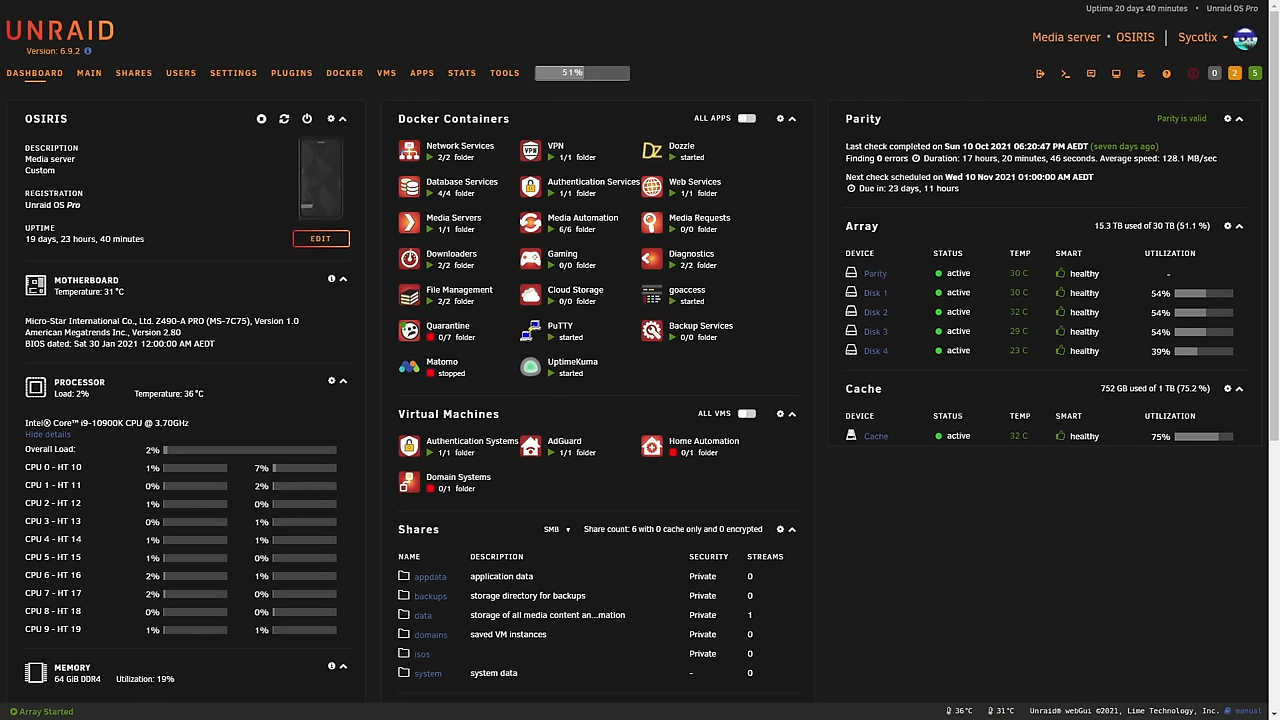 Uptime 20 days 40 minutes • Unraid OS Pro
UNRAID
Version: 6.9.2
Media server • OSIRIS | Sycotix
DASHBOARD MAIN SHARES USERS SETTINGS PLUGINS DOCKER VMS APPS STATS TOOLS 51%
0 2 5
OSIRIS
DESCRIPTION
Media server
Custom
REGISTRATION
Unraid OS Pro
UPTIME
19 days, 23 hours, 40 minutes
EDIT
MOTHERBOARD
Temperature: 31 °C
Micro-Star International Co., Ltd. Z490-A PRO (MS-7C75), Version 1.0
American Megatrends Inc., Version 2.80
BIOS dated: Sat 30 Jan 2021 12:00:00 AM AEDT
PROCESSOR
Load: 2% Temperature: 36 °C
Intel® Core™ i9-10900K CPU @ 3.70GHz
Hide details
Overall Load: 2%
CPU 0 - HT 10 1% 7%
CPU 1 - HT 11 0% 2%
CPU 2 - HT 12 1% 0%
CPU 3 - HT 13 0% 1%
CPU 4 - HT 14 1% 1%
CPU 5 - HT 15 1% 0%
CPU 6 - HT 16 2% 1%
CPU 7 - HT 17 2% 0%
CPU 8 - HT 18 0% 0%
CPU 9 - HT 19 1% 1%
MEMORY
64 GiB DDR4 Utilization: 19%
Docker Containers ALL APPS
Network Services VPN Dozzle
2/2 folder 1/1 folder started
VPN
Dz
Database Services Authentication Services Web Services
4/4 folder 1/1 folder 1/1 folder
Media Servers Media Automation Media Requests
1/1 folder 6/6 folder 0/0 folder
Downloaders Gaming Diagnostics
2/2 folder 0/0 folder 2/2 folder
File Management Cloud Storage goaccess
2/2 folder 0/0 folder started
Quarantine PuTTY Backup Services
0/7 folder started 0/0 folder
Matomo UptimeKuma
stopped started
Virtual Machines ALL VMS
Authentication Systems AdGuard Home Automation
1/1 folder 1/1 folder 0/1 folder
Domain Systems
0/1 folder
Shares SMB Share count: 6 with 0 cache only and 0 encrypted
NAME DESCRIPTION SECURITY STREAMS
appdata application data Private 0
backups storage directory for backups Private 0
data storage of all media content an...mation Private 1
domains saved VM instances Private 0
isos Private 0
system system data - 0
Parity Parity is valid
Last check completed on Sun 10 Oct 2021 06:20:47 PM AEDT (seven days ago)
Finding 0 errors Duration: 17 hours, 20 minutes, 46 seconds. Average speed: 128.1 MB/sec
Next check scheduled on Wed 10 Nov 2021 01:00:00 AM AEDT
Due in: 23 days, 11 hours
Array 15.3 TB used of 30 TB (51.1 %)
DEVICE STATUS TEMP SMART UTILIZATION
Parity active 30 C healthy -
Disk 1 active 30 C healthy 54%
Disk 2 active 32 C healthy 54%
Disk 3 active 29 C healthy 54%
Disk 4 active 23 C healthy 39%
Cache 752 GB used of 1 TB (75.2 %)
DEVICE STATUS TEMP SMART UTILIZATION
Cache active 32 C healthy 75%
Array Started 36°C 31°C Unraid® webGui ©2021, Lime Technology, Inc. manual